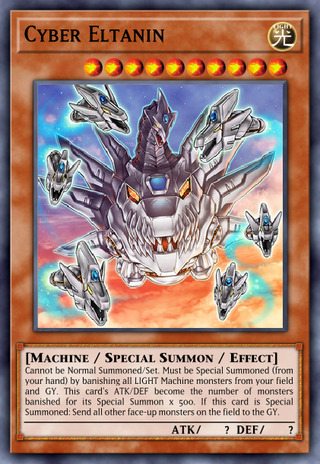 CYBER ELTANIN
LIGHT
光
[MACHINE / SPECIAL SUMMON / EFFECT]
Cannot be Normal Summoned/Set. Must be Special Summoned (from
your hand) by banishing all LIGHT Machine monsters from your field
and GY. This card's ATK/DEF become the number of monsters
banished for its Special Summon x 500. If this card is Special
Summoned: Send all other face-up monsters on the field to the GY.
ATK/ ? DEF/ ?